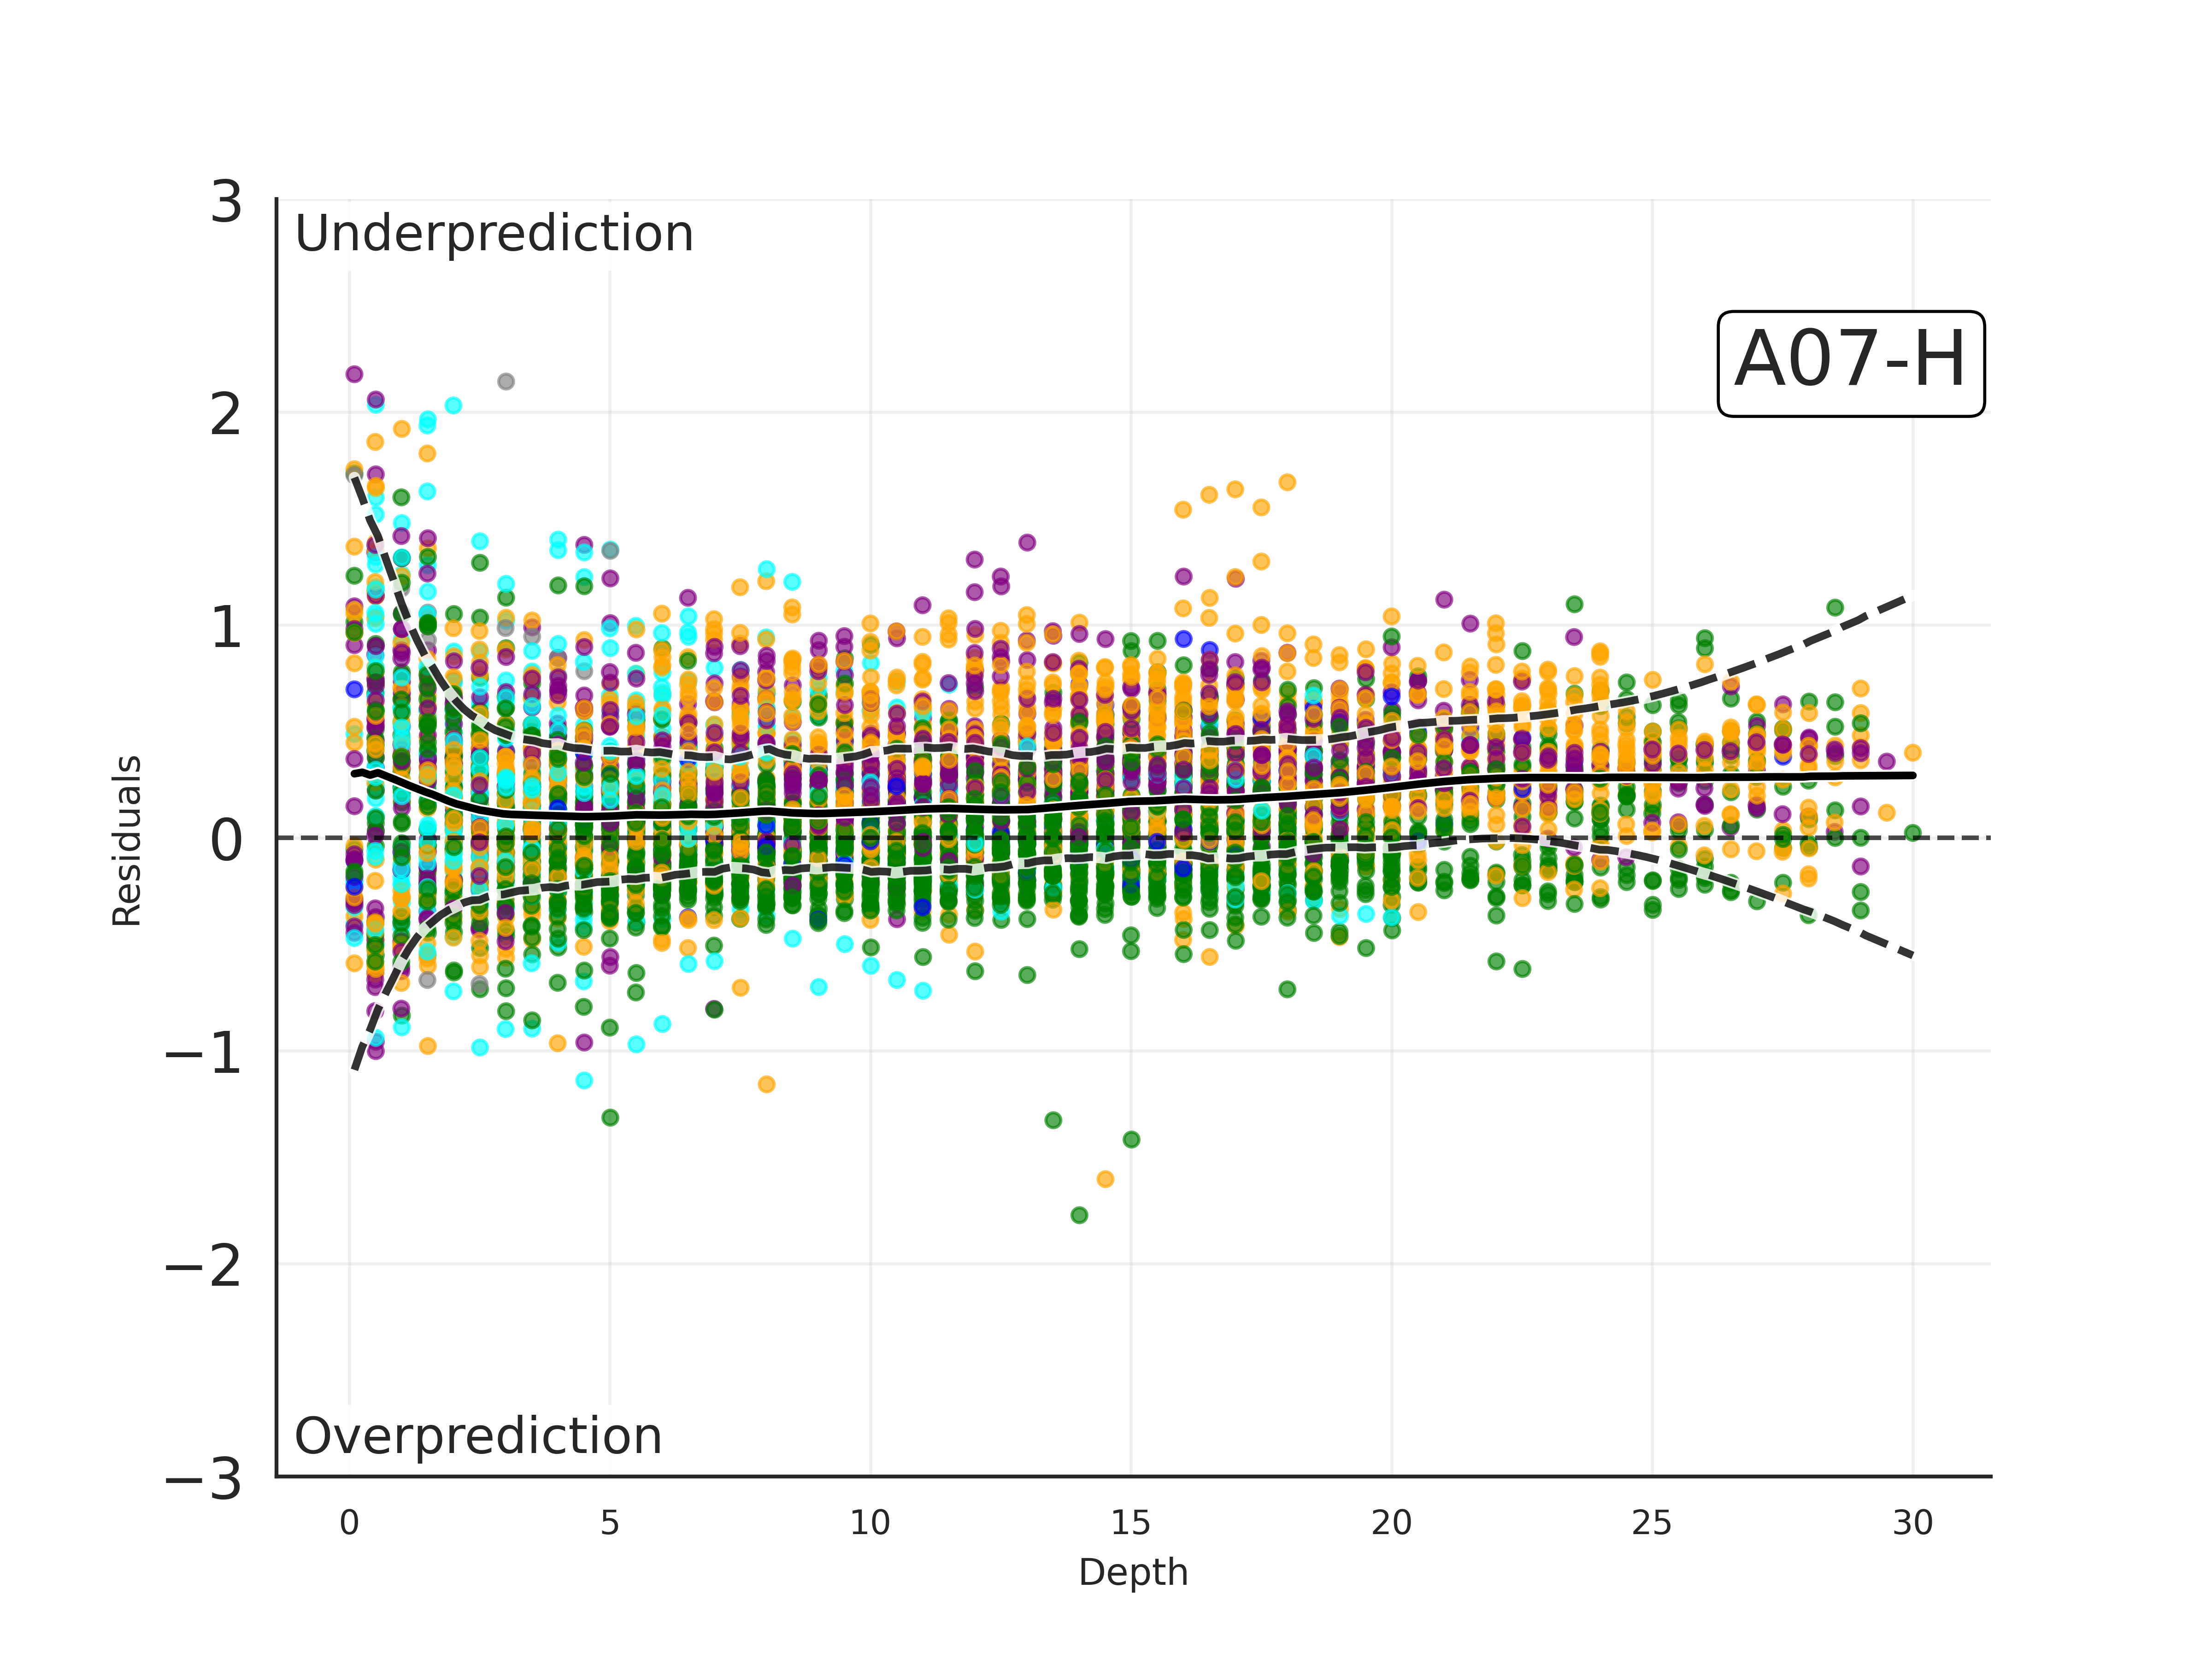 3
Underprediction
A07-H
2
1
0
−1
−2
Overprediction
−3
Residuals
0 5 10 15 20 25 30
Depth